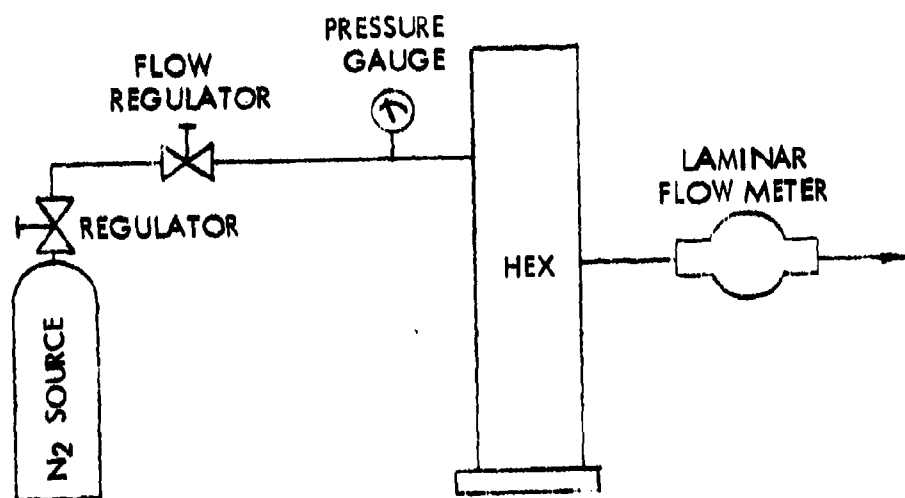 PRESSURE
GAUGE
FLOW
REGULATOR
LAMINAR
FLOW METER
REGULATOR
HEX
N2 SOURCE